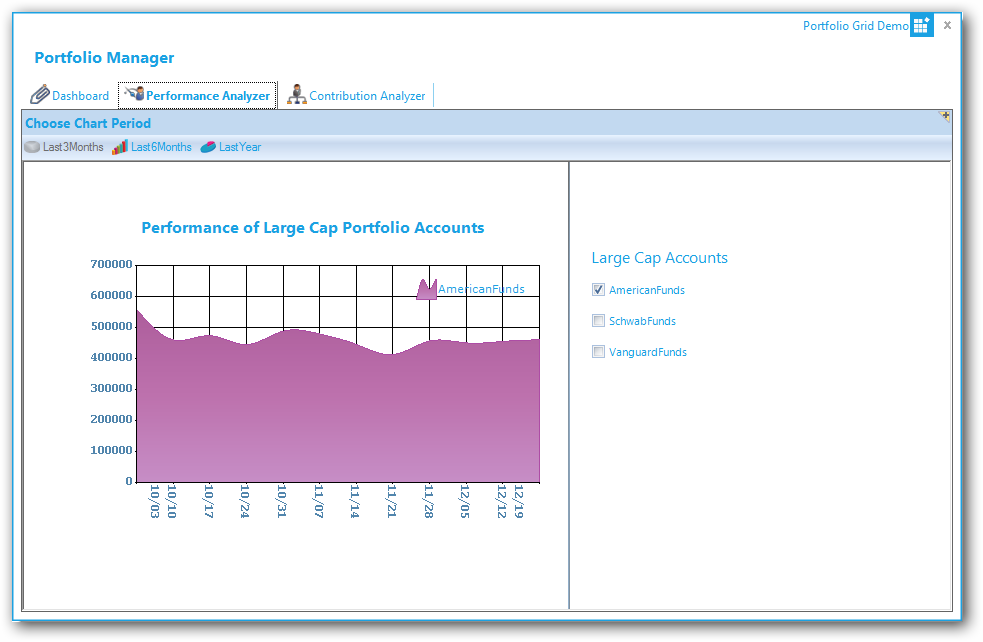 Portfolio Grid Demo
Portfolio Manager
Dashboard Performance Analyzer Contribution Analyzer
Choose Chart Period
Last3Months Last6Months LastYear
Performance of Large Cap Portfolio Accounts
700000
600000
500000
400000
300000
200000
100000
0
AmericanFunds
10/03 10/10 10/17 10/24 10/31 11/07 11/14 11/21 11/28 12/05 12/12 12/19
Large Cap Accounts
AmericanFunds
SchwabFunds
VanguardFunds